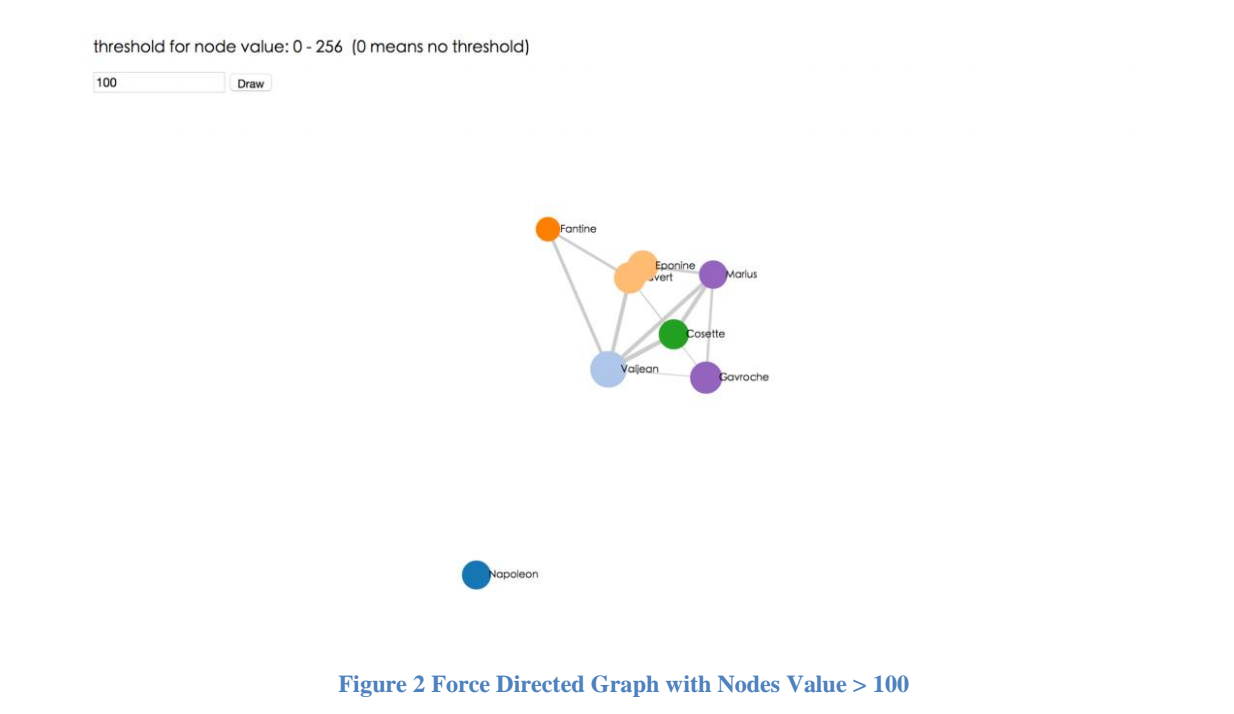 threshold for node value: 0 - 256  (0 means no threshold)
100
Draw
Fantine
Eponine
vert
Marius
Cosette
Valjean
Gavroche
Napoleon
Figure 2 Force Directed Graph with Nodes Value > 100